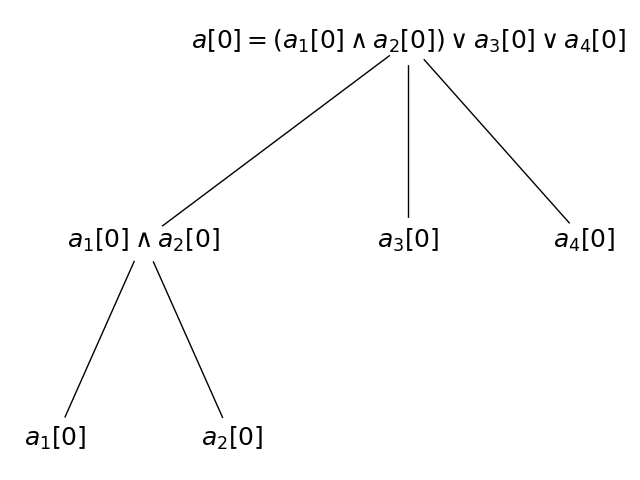 a[0] = (a₁[0] ∧ a₂[0]) ∨ a₃[0] ∨ a₄[0]
a₁[0] ∧ a₂[0] a₃[0] a₄[0]
a₁[0] a₂[0]